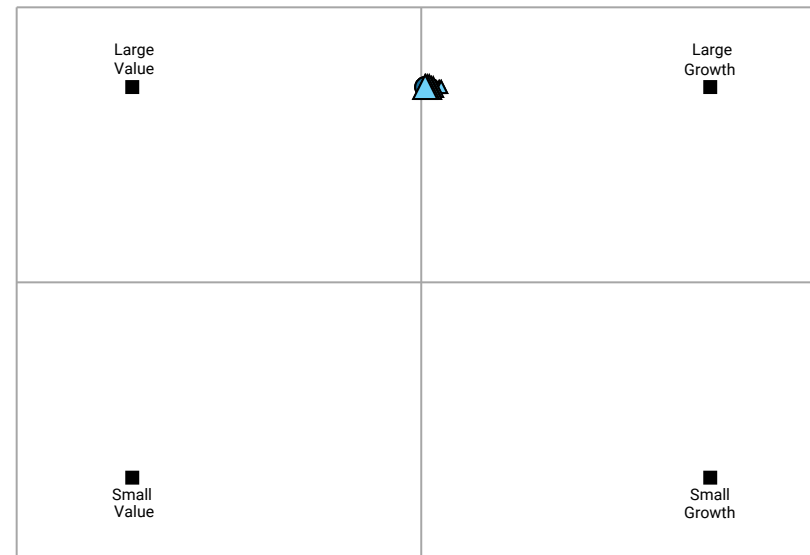 Large
Value
Large
Growth
Small
Value
Small
Growth